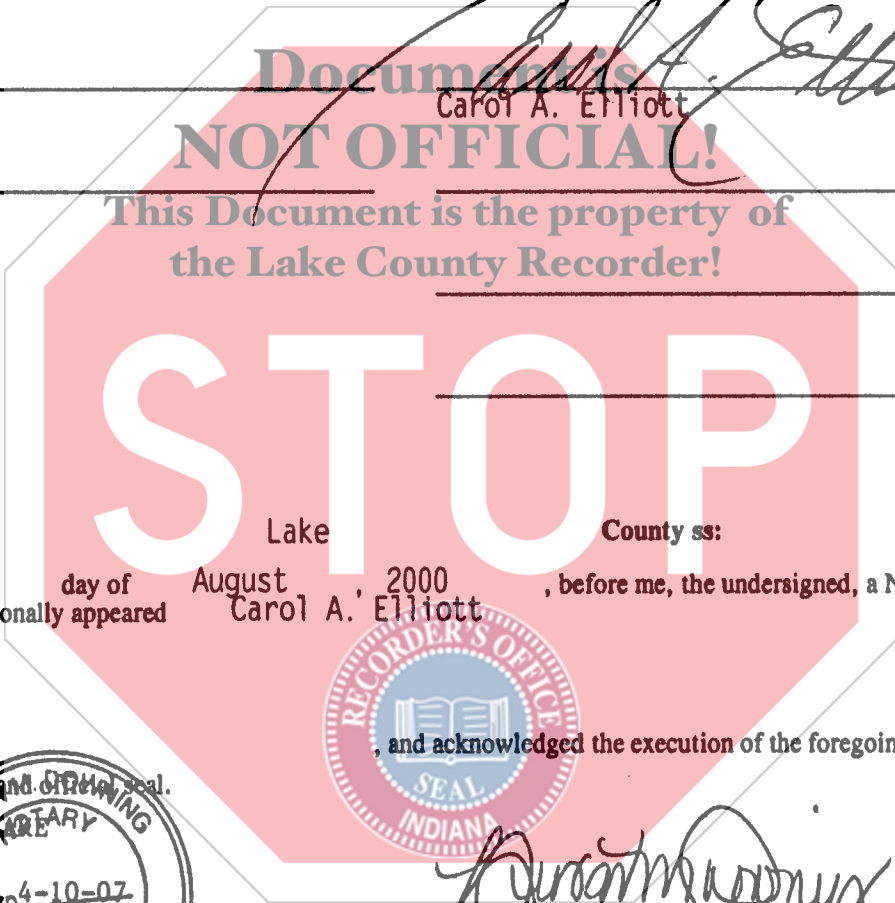 Document is
Carol A. Elliott
NOT OFFICIAL!
This Document is the property of
the Lake County Recorder!
STOP
Lake County ss:
day of August , 2000 , before me, the undersigned, a N
onally appeared Carol A. Elliott
RECORDER'S OFFICE
, and acknowledged the execution of the foregoin
SEAL
INDIANA
and official seal.
NOTARY
4-10-07